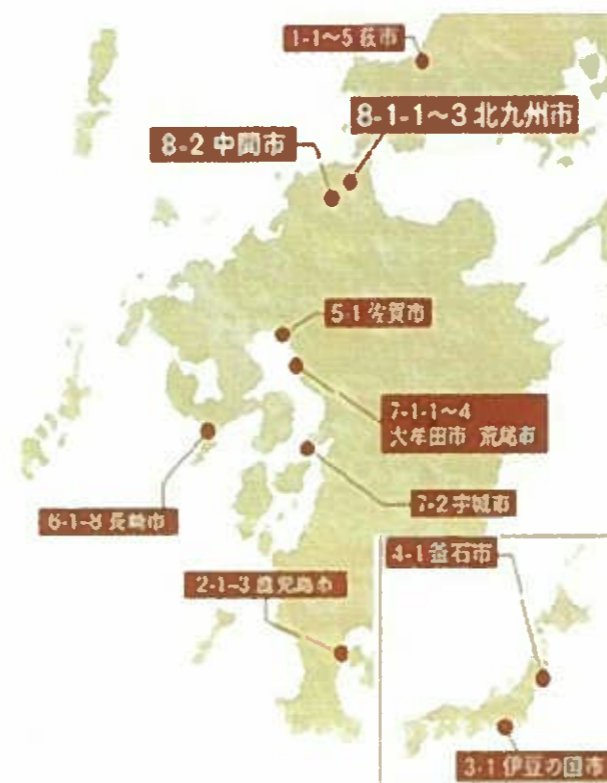 1-1～5 萩市
8-1-1～3 北九州市
8-2 中間市
5-1 佐賀市
7-1-1～4
大牟田市 荒尾市
7-2 宇城市
6-1-8 長崎市
4-1 釜石市
2-1-3 鹿児島市
3-1 伊豆の国市